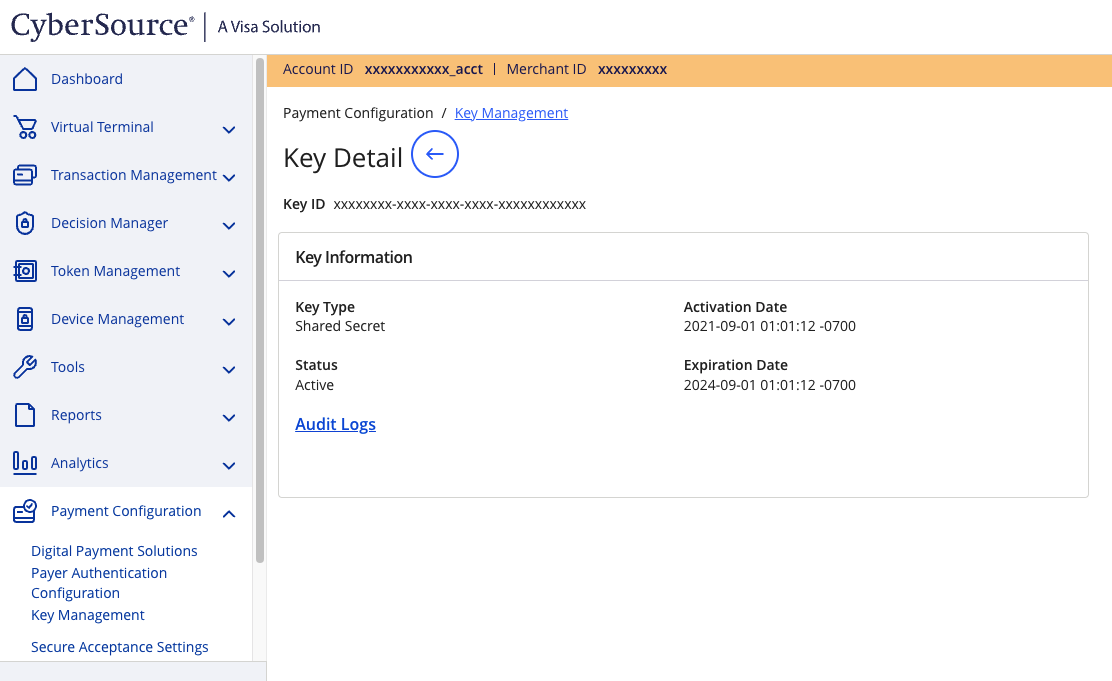 CyberSource® | A Visa Solution
Account ID xxxxxxxxxxx_acct | Merchant ID xxxxxxxxx
Dashboard
Virtual Terminal
Transaction Management
Decision Manager
Token Management
Device Management
Tools
Reports
Analytics
Payment Configuration
Digital Payment Solutions
Payer Authentication
Configuration
Key Management
Secure Acceptance Settings
Payment Configuration / Key Management
Key Detail
Key ID xxxxxxxx-xxxx-xxxx-xxxx-xxxxxxxxxxxx
Key Information
Key Type
Shared Secret
Activation Date
2021-09-01 01:01:12 -0700
Status
Active
Expiration Date
2024-09-01 01:01:12 -0700
Audit Logs